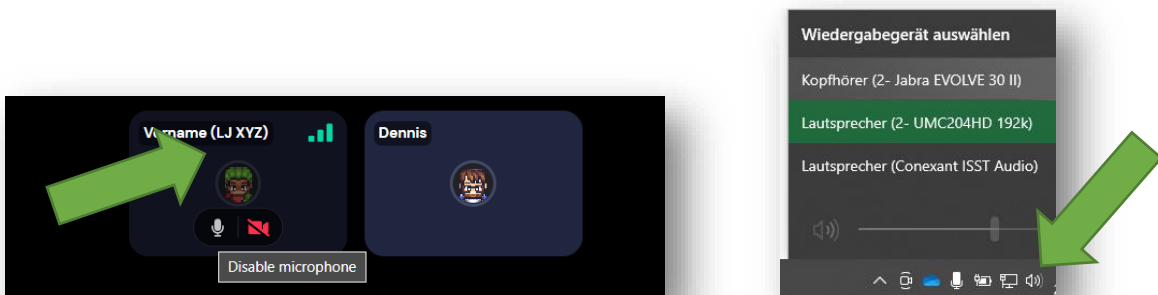 Vorname (LJ XYZ)
Dennis
Disable microphone
Wiedergabegerät auswählen
Kopfhörer (2- Jabra EVOLVE 30 II)
Lautsprecher (2- UMC204HD 192k)
Lautsprecher (Conexant ISST Audio)